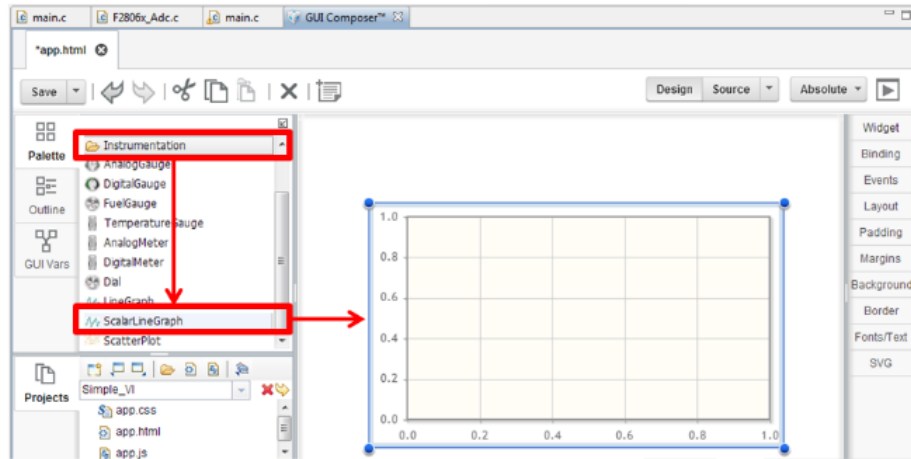 main.c F2806x_Adc.c main.c GUI Composer™
*app.html
Save Design Source Absolute
Palette
Outline
GUI Vars
Instrumentation
AnalogGauge
DigitalGauge
FuelGauge
TemperatureGauge
AnalogMeter
DigitalMeter
Dial
LineGraph
ScalarLineGraph
ScatterPlot
Projects
Simple_VI
app.css
app.html
app.js
1.0
0.8
0.6
0.4
0.2
0.0
0.0 0.2 0.4 0.6 0.8 1.0
Widget
Binding
Events
Layout
Padding
Margins
Background
Border
Fonts/Text
SVG